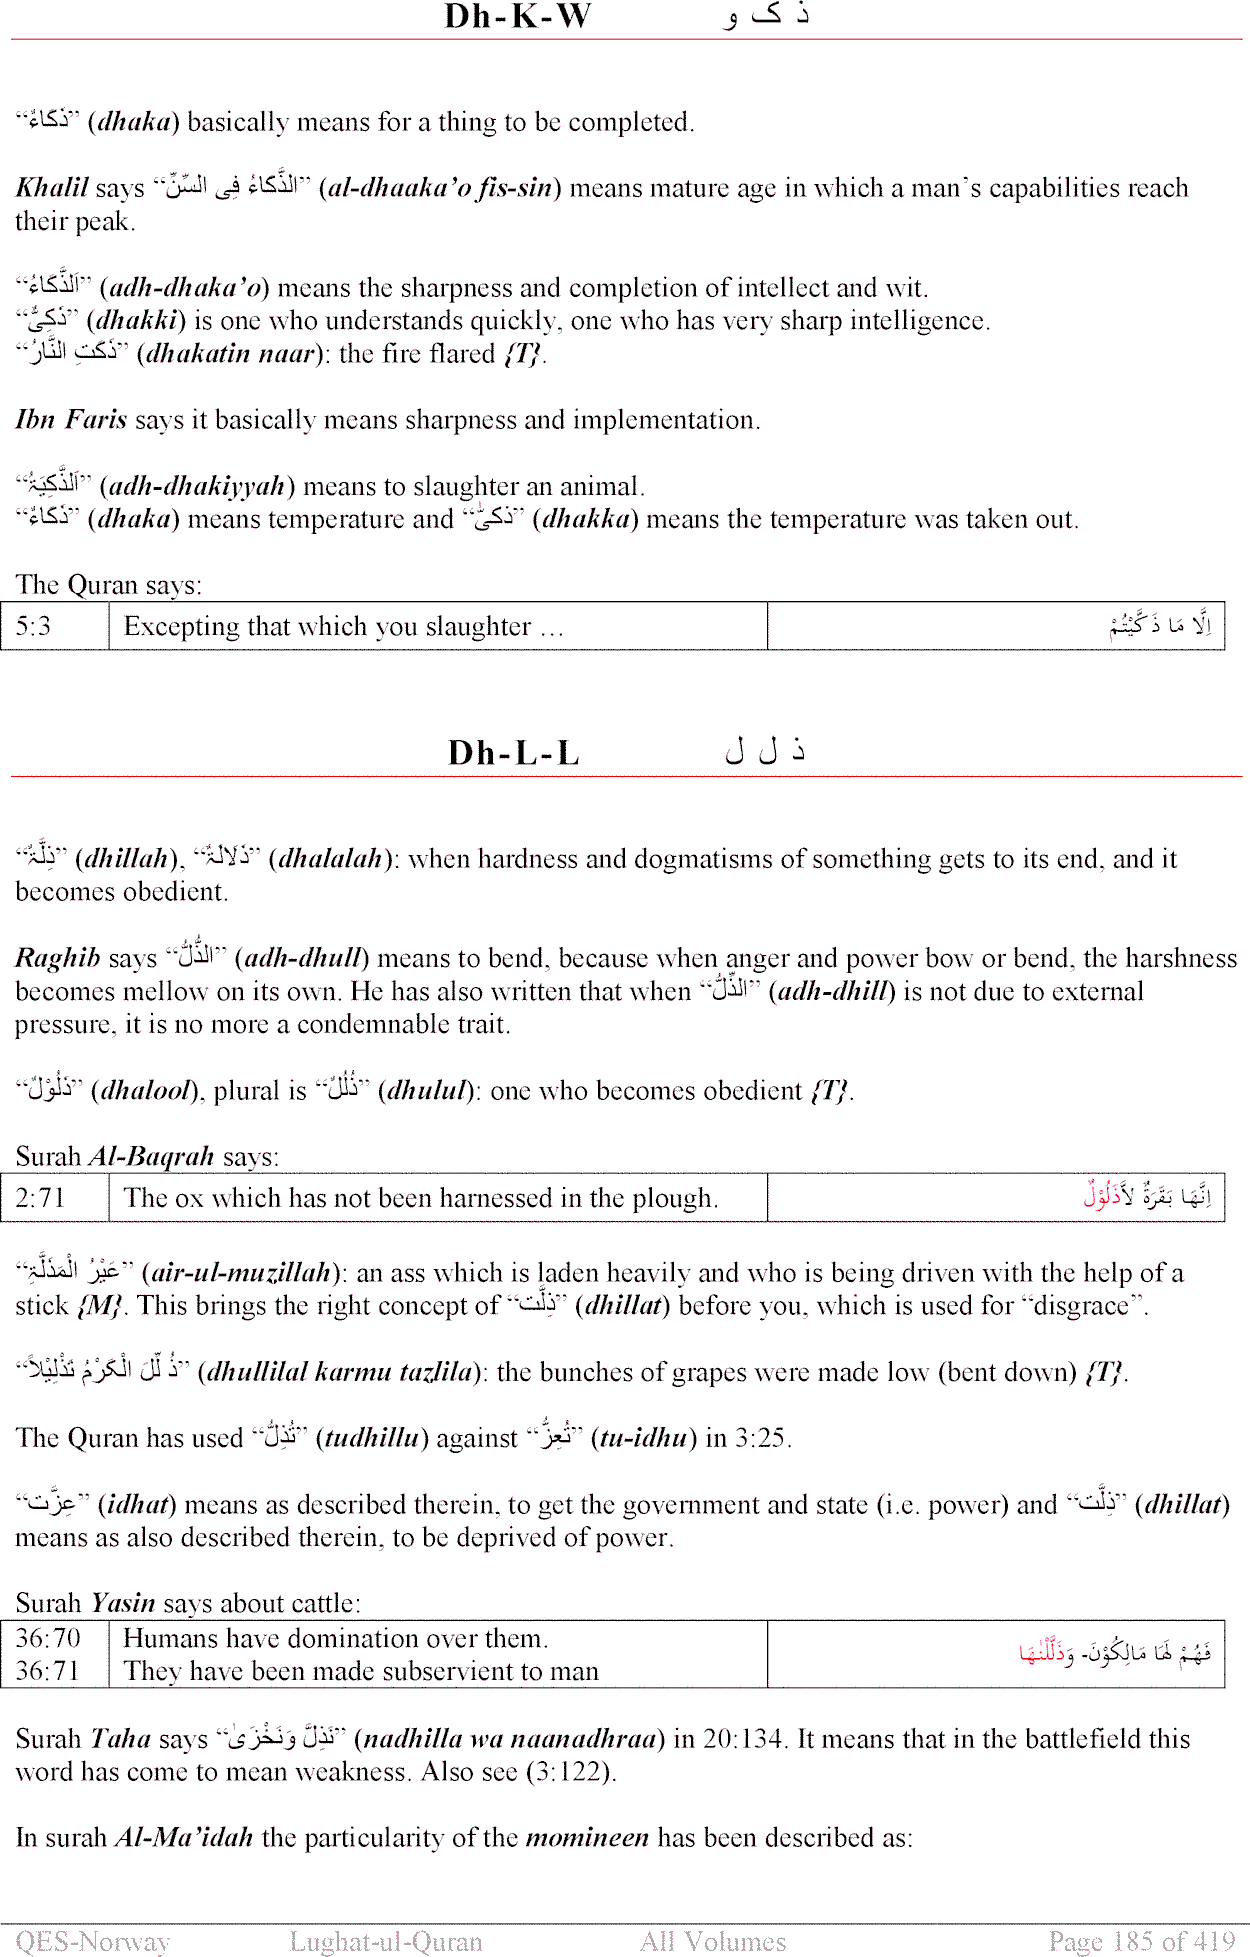 Dh-K-W ذ ک و
“ذَکَاءٌ” (dhaka) basically means for a thing to be completed.
Khalil says “الذَّکَاءُ فِی السِّنِّ” (al-dhaaka’o fis-sin) means mature age in which a man’s capabilities reach
their peak.
“اَلذَّکَاءُ” (adh-dhaka’o) means the sharpness and completion of intellect and wit.
“ذَکِیٌّ” (dhakki) is one who understands quickly, one who has very sharp intelligence.
“ذَکَتِ النَّارُ” (dhakatin naar): the fire flared {T}.
Ibn Faris says it basically means sharpness and implementation.
“اَلذَّکِیَۃُ” (adh-dhakiyyah) means to slaughter an animal.
“ذَکَاءٌ” (dhaka) means temperature and “ذَکیّٰ” (dhakka) means the temperature was taken out.
The Quran says:
5:3 Excepting that which you slaughter … اِلَّا مَا ذَکَّیْتُمْ
Dh-L-L ذ ل ل
“ذِلَّۃٌ” (dhillah), “ذَلَالَۃٌ” (dhalalah): when hardness and dogmatisms of something gets to its end, and it
becomes obedient.
Raghib says “الذُّلُّ” (adh-dhull) means to bend, because when anger and power bow or bend, the harshness
becomes mellow on its own. He has also written that when “الذِّلُّ” (adh-dhill) is not due to external
pressure, it is no more a condemnable trait.
“ذَلُوْلٌ” (dhalool), plural is “ذُلُلٌ” (dhulul): one who becomes obedient {T}.
Surah Al-Baqrah says:
2:71 The ox which has not been harnessed in the plough. اِنَّهَا بَقَرَةٌ لاَّذَلُوْلٌ
“عَیْرُ الْمَذَلَّۃِ” (air-ul-muzillah): an ass which is laden heavily and who is being driven with the help of a
stick {M}. This brings the right concept of “ذِلَّت” (dhillat) before you, which is used for “disgrace”.
“ذُ لِّلَ الْکَرْمُ تَذْلِیْلاً” (dhullilal karmu tazlila): the bunches of grapes were made low (bent down) {T}.
The Quran has used “تُذِلُّ” (tudhillu) against “تُعِزُّ” (tu-idhu) in 3:25.
“عِزَّت” (idhat) means as described therein, to get the government and state (i.e. power) and “ذِلَّت” (dhillat)
means as also described therein, to be deprived of power.
Surah Yasin says about cattle:
36:70 Humans have domination over them. فَهُمْ لَهَا مَالِكُوْنَ- وَذَلَّلْنٰهَا
36:71 They have been made subservient to man
Surah Taha says “نَذِلَّ وَنَخْزَیٰ” (nadhilla wa naanadhraa) in 20:134. It means that in the battlefield this
word has come to mean weakness. Also see (3:122).
In surah Al-Ma’idah the particularity of the momineen has been described as:
QES-Norway Lughat-ul-Quran All Volumes Page 185 of 419